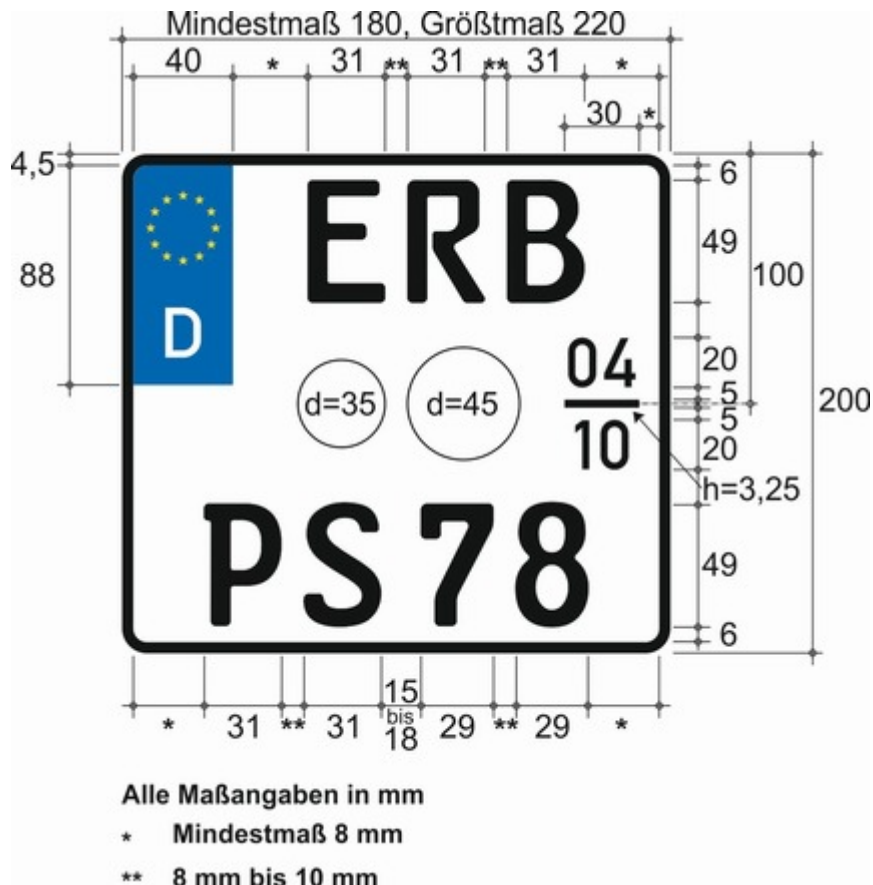 Mindestmaß 180, Größtmaß 220
40 * 31 ** 31 ** 31 *
30 *
4,5
6
ERB
49
88
100
D
20
04
5
d=35 d=45
200
5
10
20
h=3,25
PS 78
49
6
15
* 31 ** 31 bis 29 ** 29 *
18
Alle Maßangaben in mm
* Mindestmaß 8 mm
** 8 mm bis 10 mm